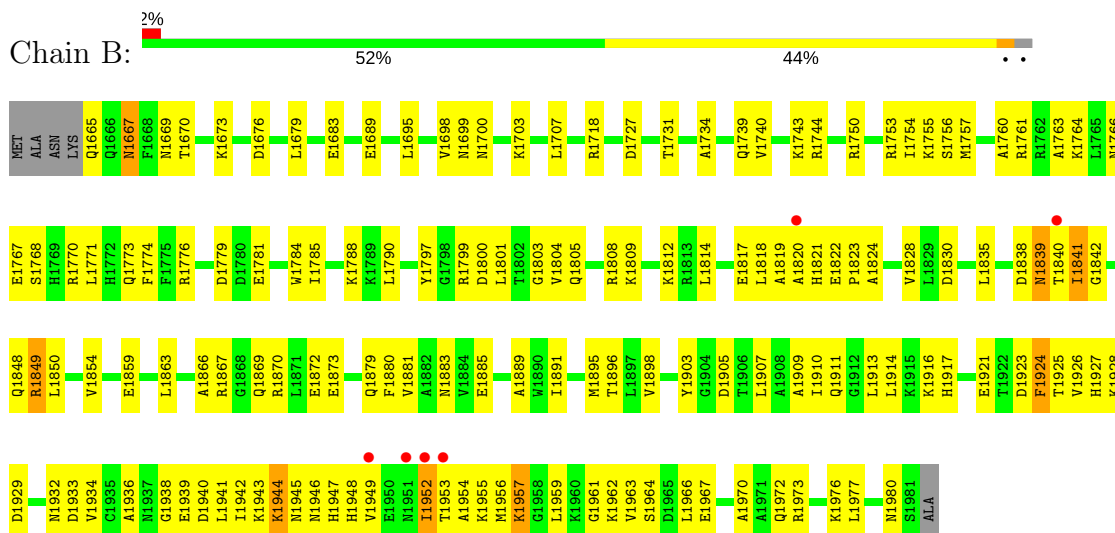 2%
Chain B:
52% 44% • •
MET ALA ASN LYS Q1665 Q1666 N1667 F1668 N1669 T1670 K1673 D1676 L1679 E1683 E1689 L1695 V1698 N1699 N1700 K1703 L1707 R1718 D1727 T1731 A1734 Q1739 V1740 K1743 R1744 R1750 R1753 I1754 K1755 S1756 M1757 A1760 R1761 R1762 A1763 K1764 L1765 N1766
E1767 S1768 H1769 R1770 L1771 H1772 Q1773 F1774 F1775 R1776 D1779 D1780 E1781 W1784 I1785 K1788 K1789 L1790 Y1797 G1798 R1799 D1800 L1801 T1802 G1803 V1804 Q1805 R1808 K1809 K1812 R1813 L1814 E1817 L1818 A1819 A1820 H1821 E1822 P1823 A1824 V1828 L1829 D1830 L1835 D1838 N1839 T1840 I1841 G1842
Q1848 R1849 L1850 V1854 E1859 L1863 A1866 R1867 G1868 Q1869 R1870 L1871 E1872 E1873 Q1879 F1880 V1881 A1882 N1883 V1884 E1885 A1889 W1890 I1891 M1895 T1896 L1897 V1898 Y1903 G1904 D1905 T1906 L1907 A1908 A1909 I1910 Q1911 G1912 L1913 L1914 K1915 K1916 H1917 E1921 T1922 D1923 F1924 T1925 V1926 H1927 K1928
D1929 N1932 D1933 V1934 C1935 A1936 N1937 G1938 E1939 D1940 L1941 I1942 K1943 K1944 N1945 N1946 H1947 H1948 V1949 E1950 N1951 I1952 T1953 A1954 K1955 M1956 K1957 G1958 L1959 K1960 G1961 K1962 V1963 S1964 D1965 L1966 E1967 A1970 A1971 Q1972 R1973 K1976 L1977 N1980 S1981 ALA